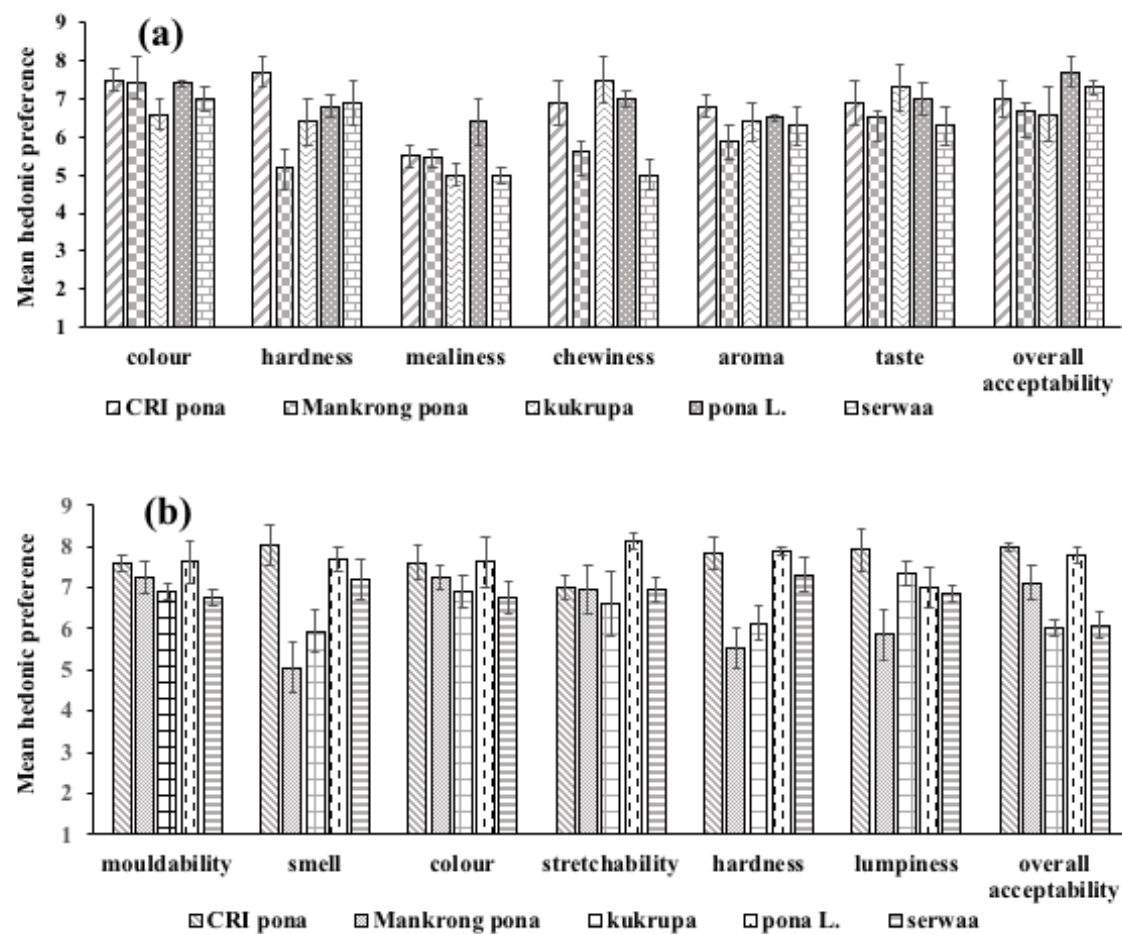 (a)
Mean hedonic preference
9
8
7
6
5
4
3
2
1
colour hardness mealiness chewiness aroma taste overall
acceptability
CRI pona Mankrong pona kukrupa pona L. serwaa
(b)
Mean hedonic preference
9
8
7
6
5
4
3
2
1
mouldability smell colour stretchability hardness lumpiness overall
acceptability
CRI pona Mankrong pona kukrupa pona L. serwaa